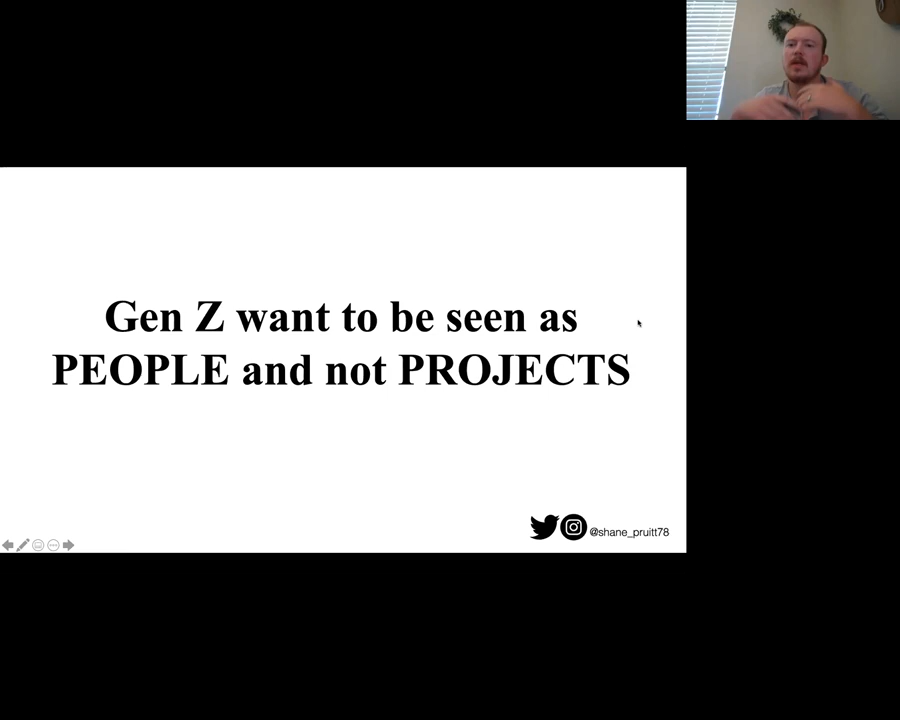 Gen Z want to be seen as
PEOPLE and not PROJECTS
@shane_pruitt78